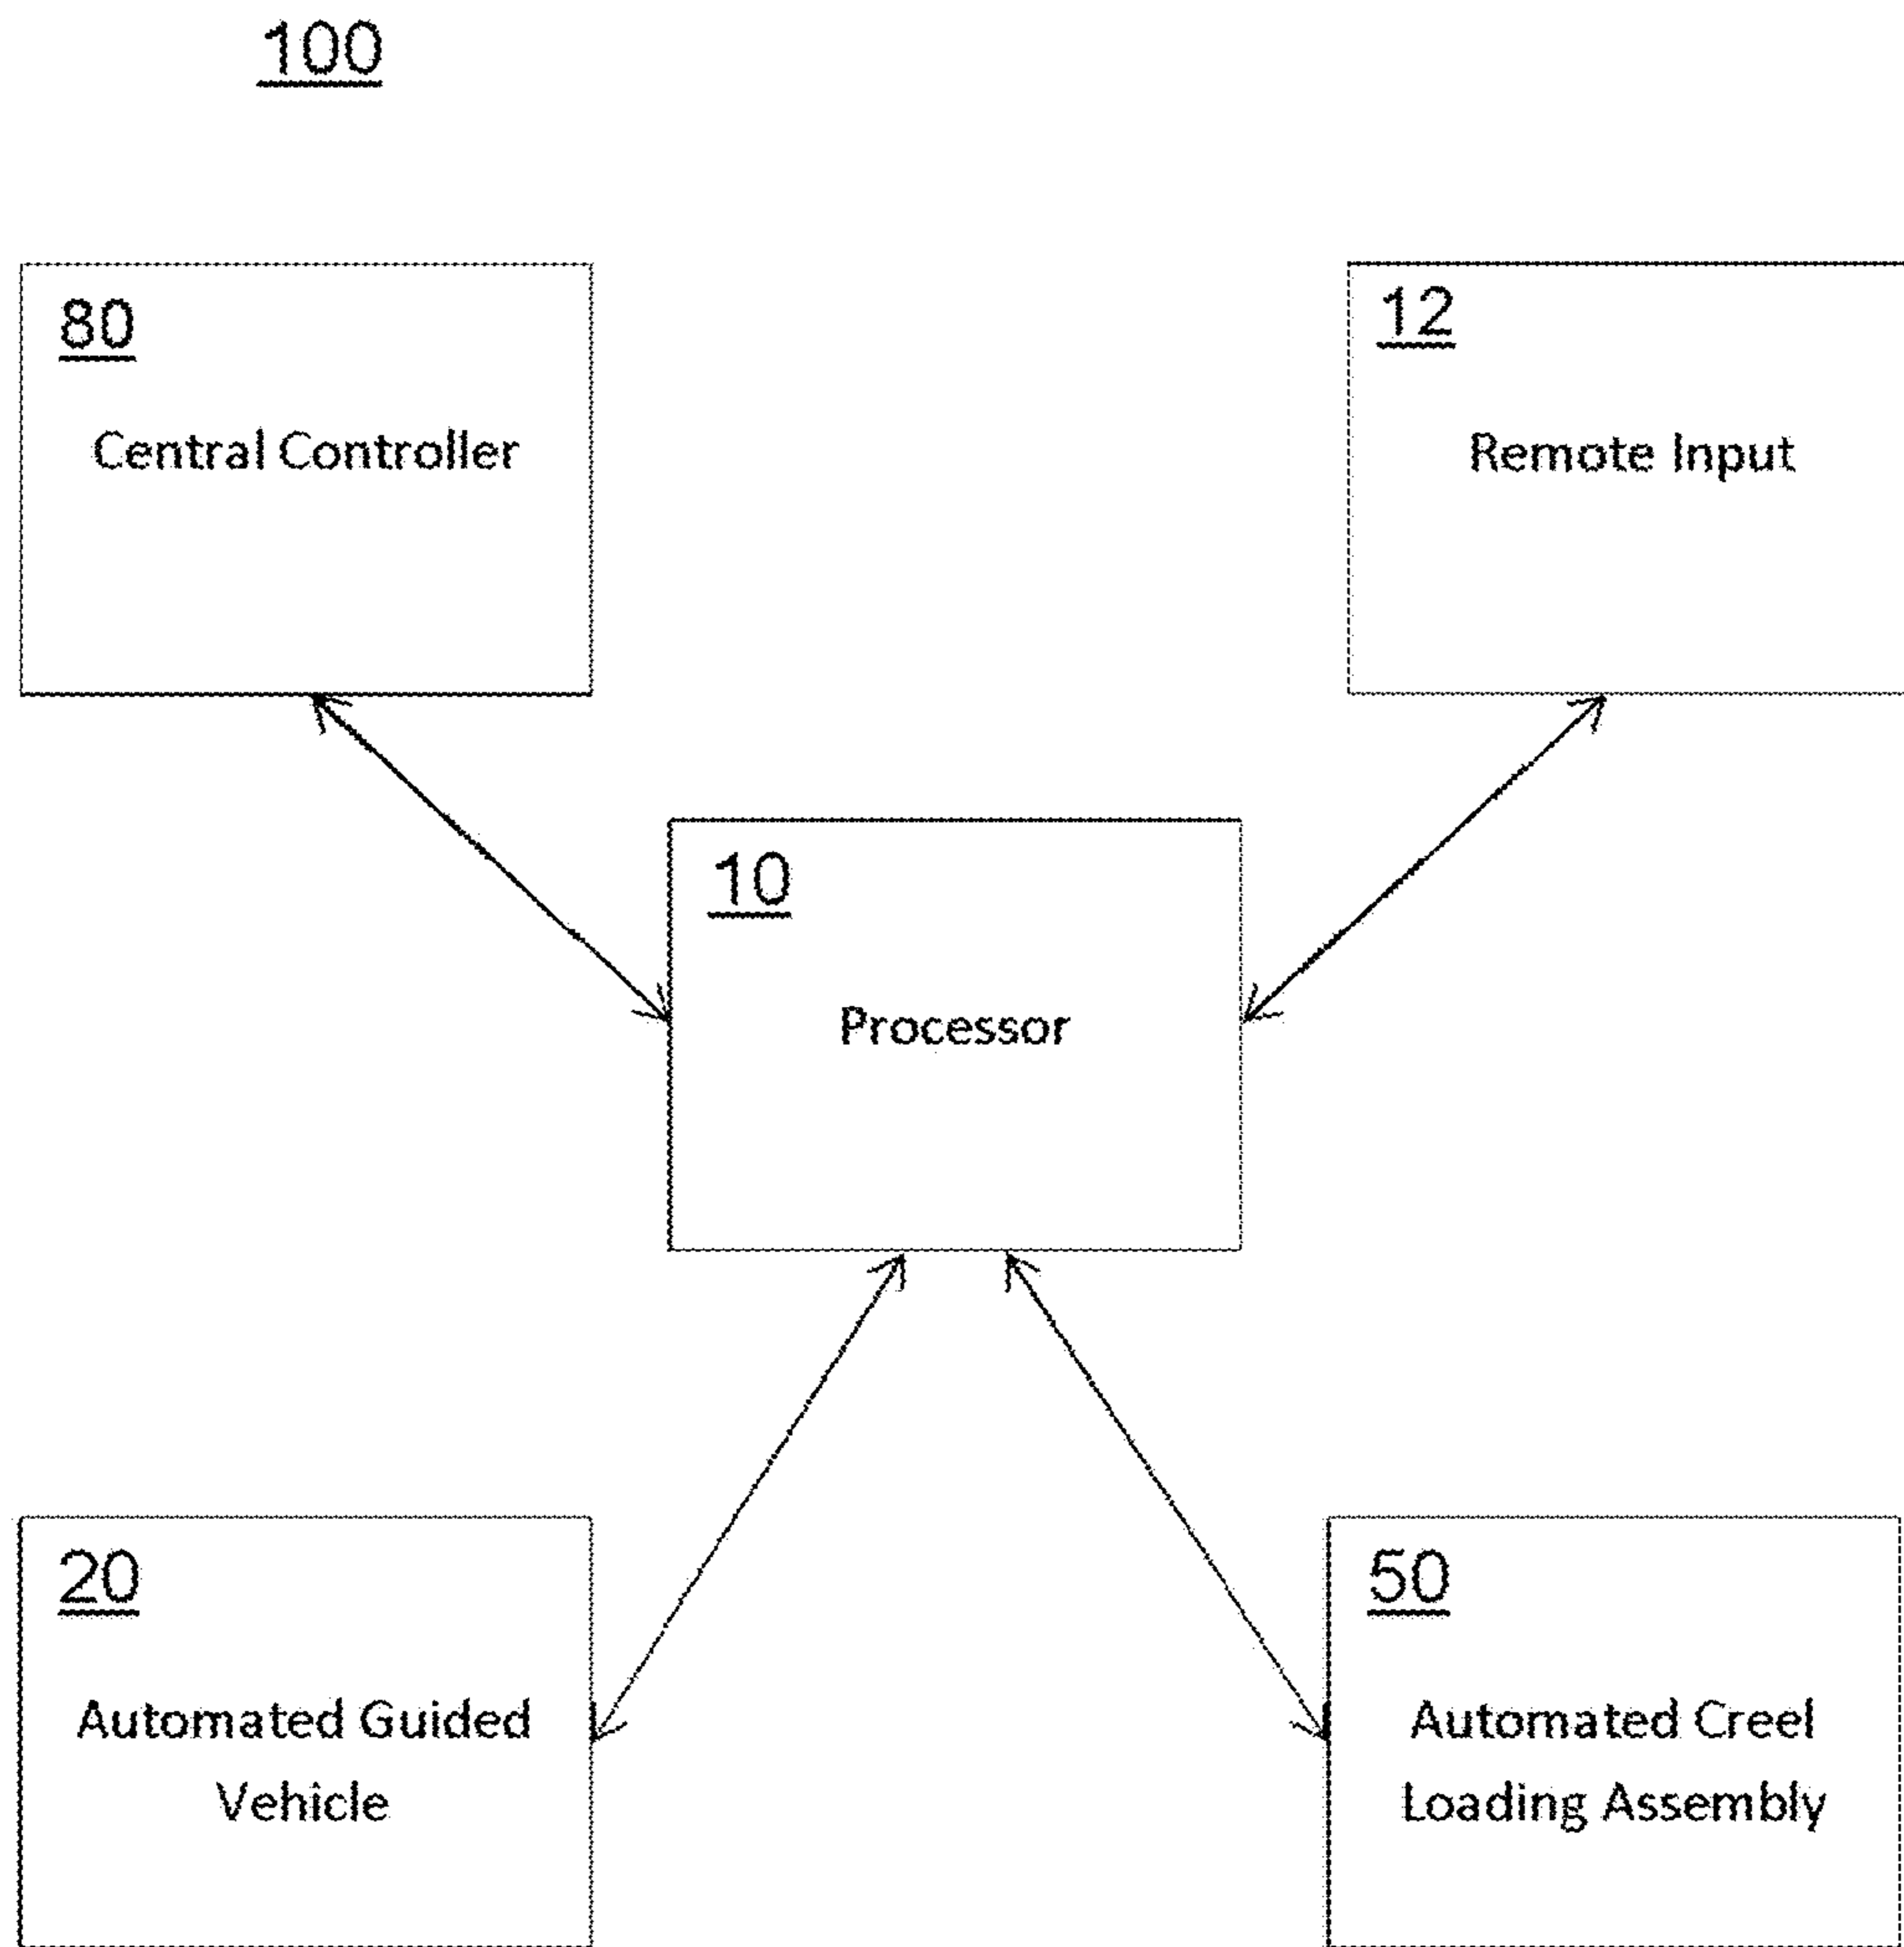 100
80
Central Controller
12
Remote Input
10
Processor
20
Automated Guided
Vehicle
50
Automated Creel
Loading Assembly